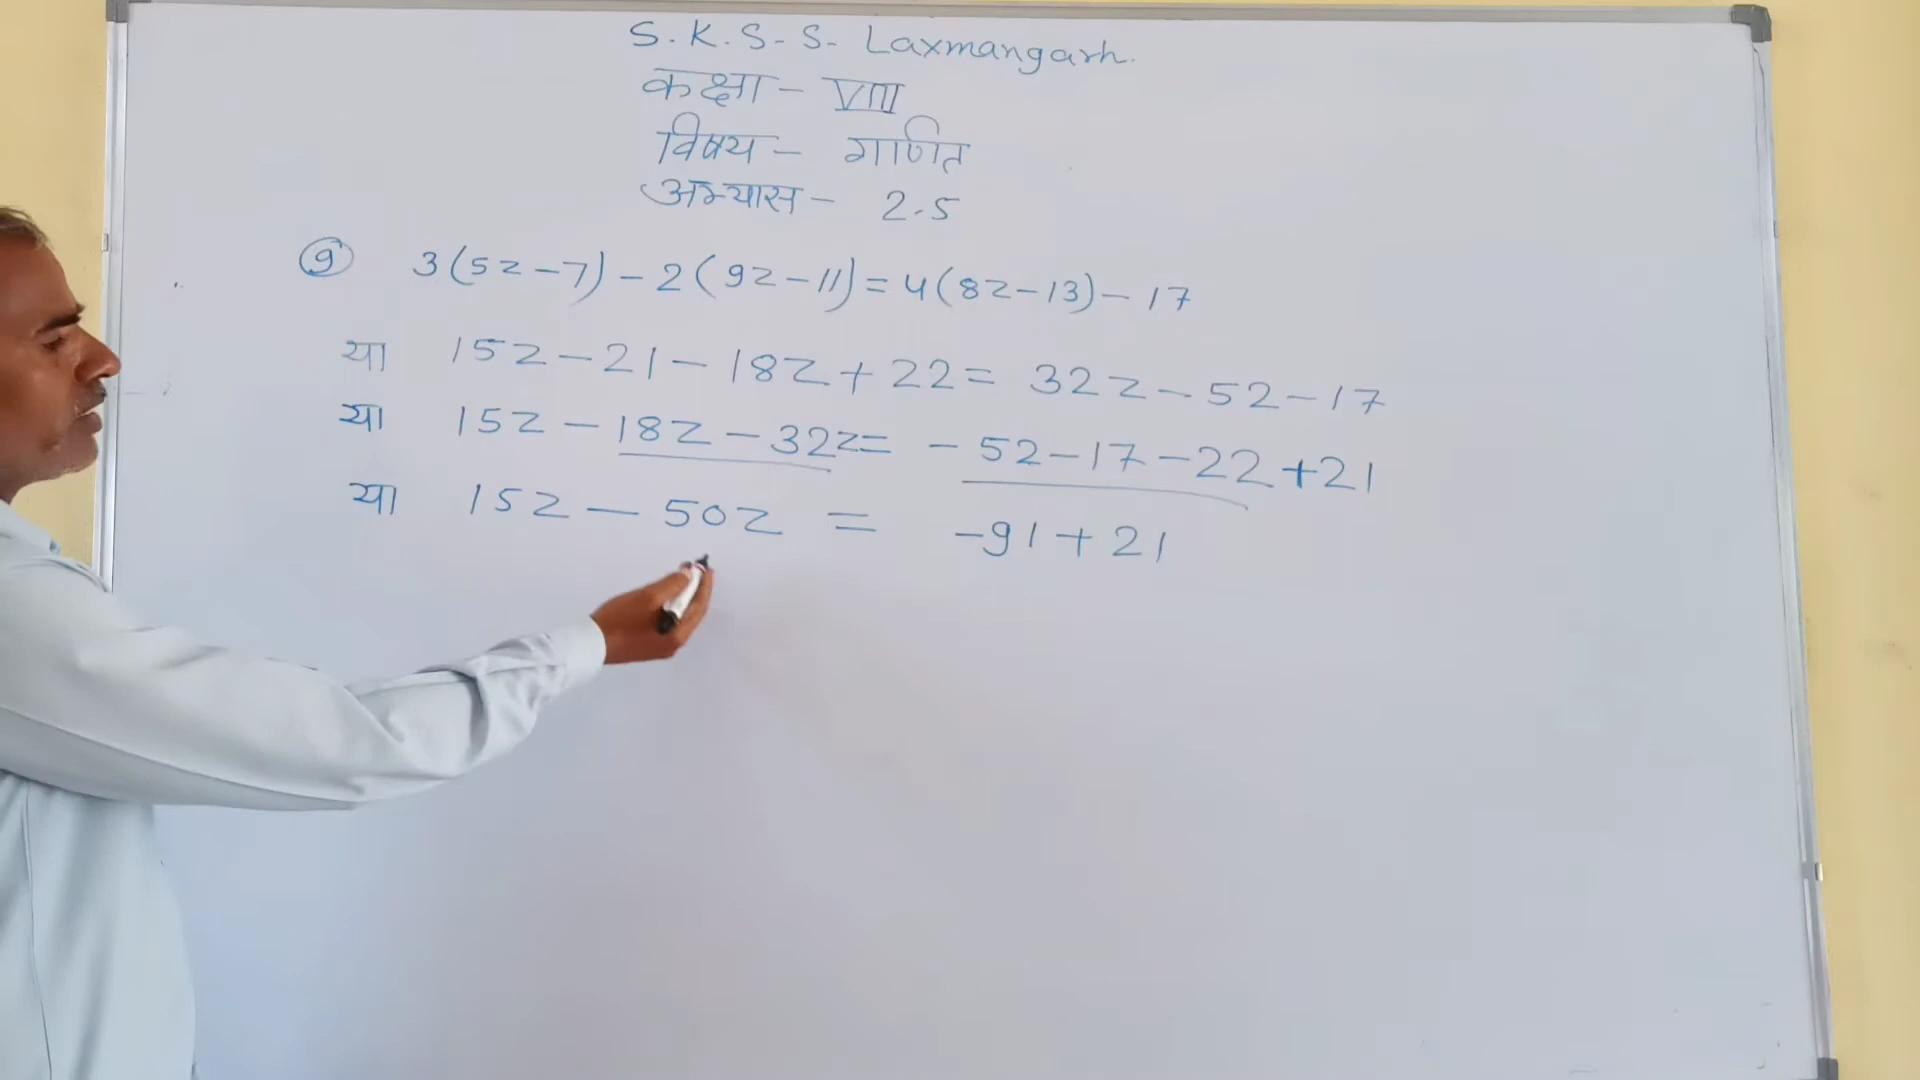 S.K.S.S. Laxmangarh.
कक्षा - VIII
विषय - गणित
अभ्यास - 2.5
9 3(5z-7)-2(9z-11)=4(8z-13)-17
या 15z-21-18z+22=32z-52-17
या 15z-18z-32z=-52-17-22+21
या 15z-50z=-91+21